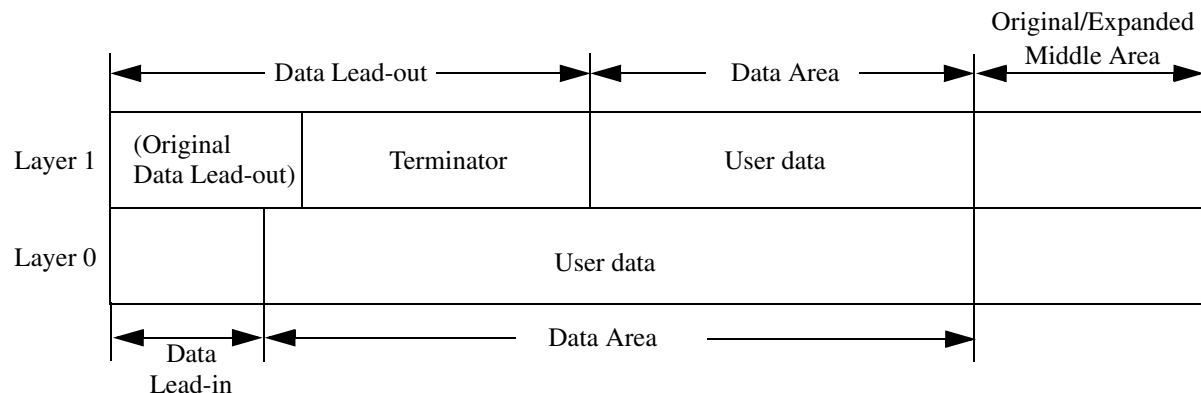 Original/Expanded
Middle Area
Data Lead-out
Data Area
Layer 1
(Original
Data Lead-out)
Terminator
User data
Layer 0
User data
Data
Lead-in
Data Area